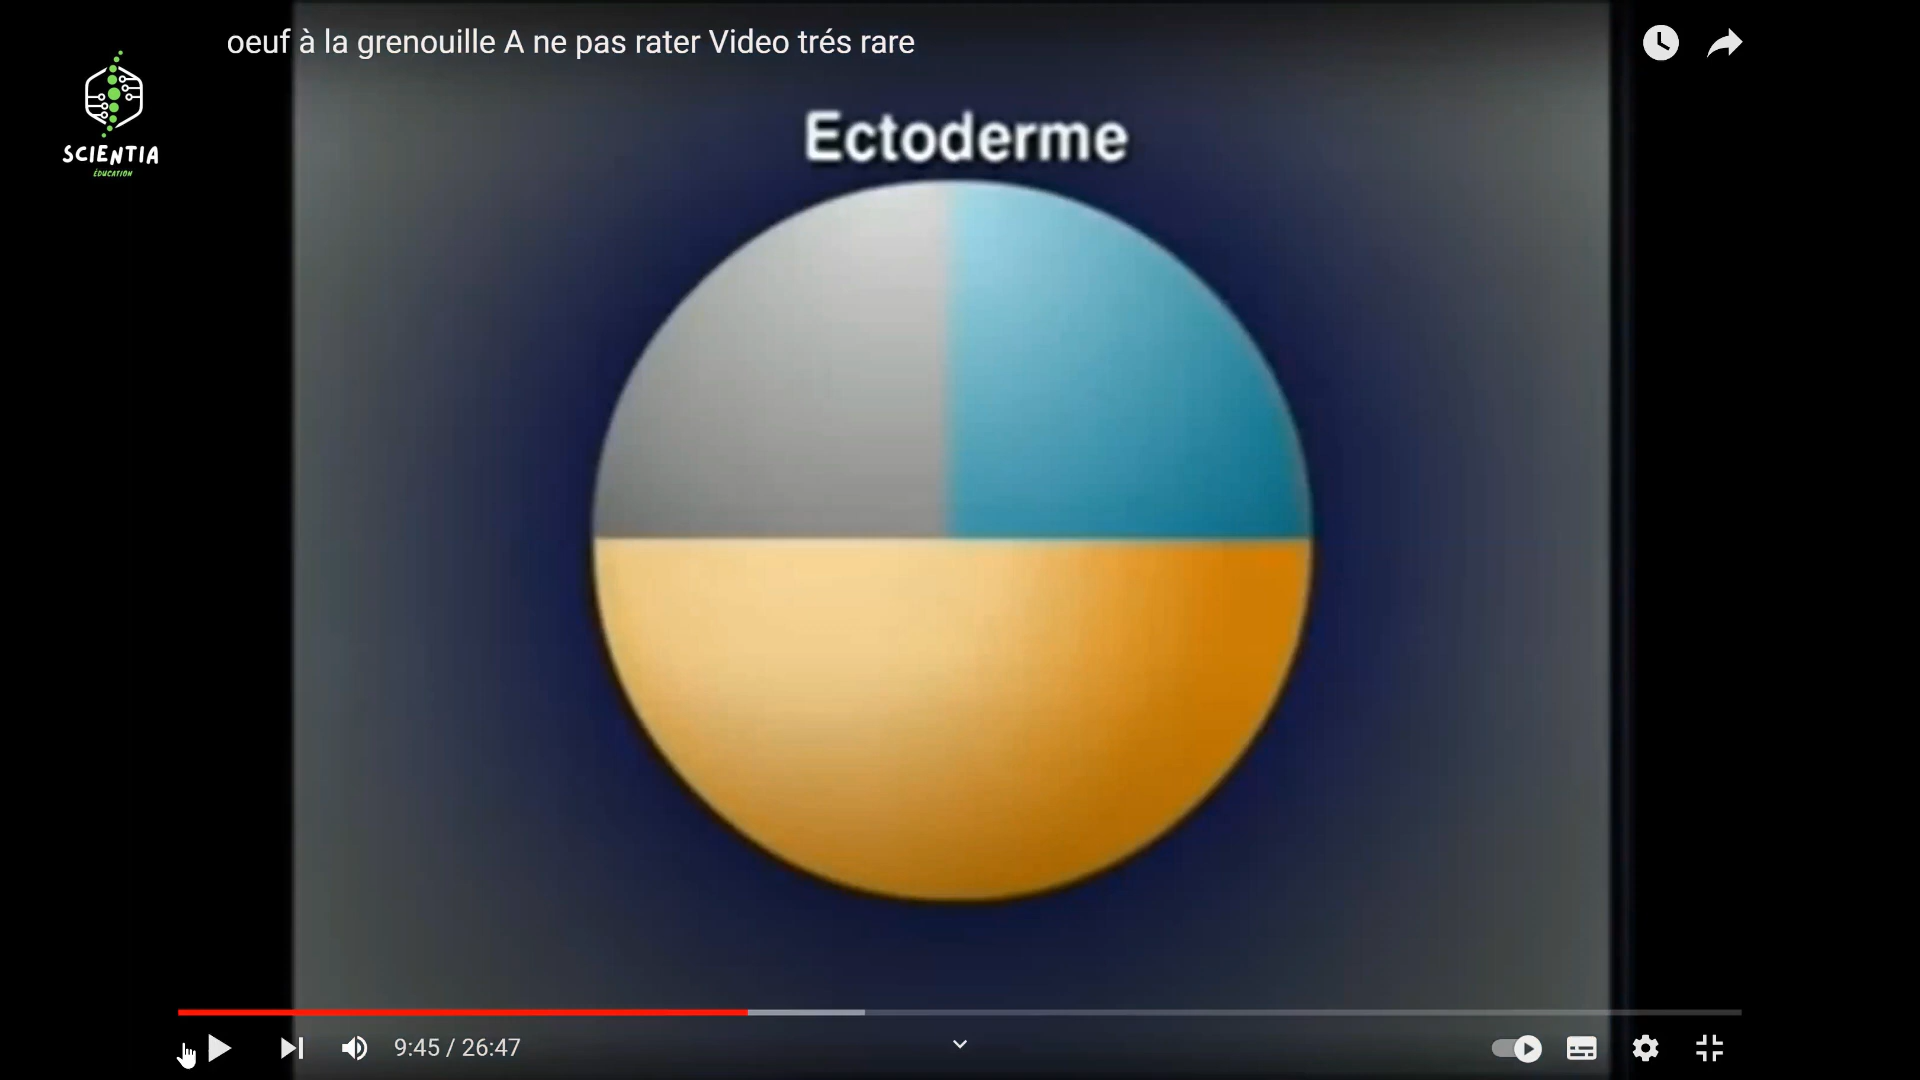 oeuf à la grenouille A ne pas rater Video trés rare
SCIENTIA
ÉDUCATION
Ectoderme
9:45 / 26:47